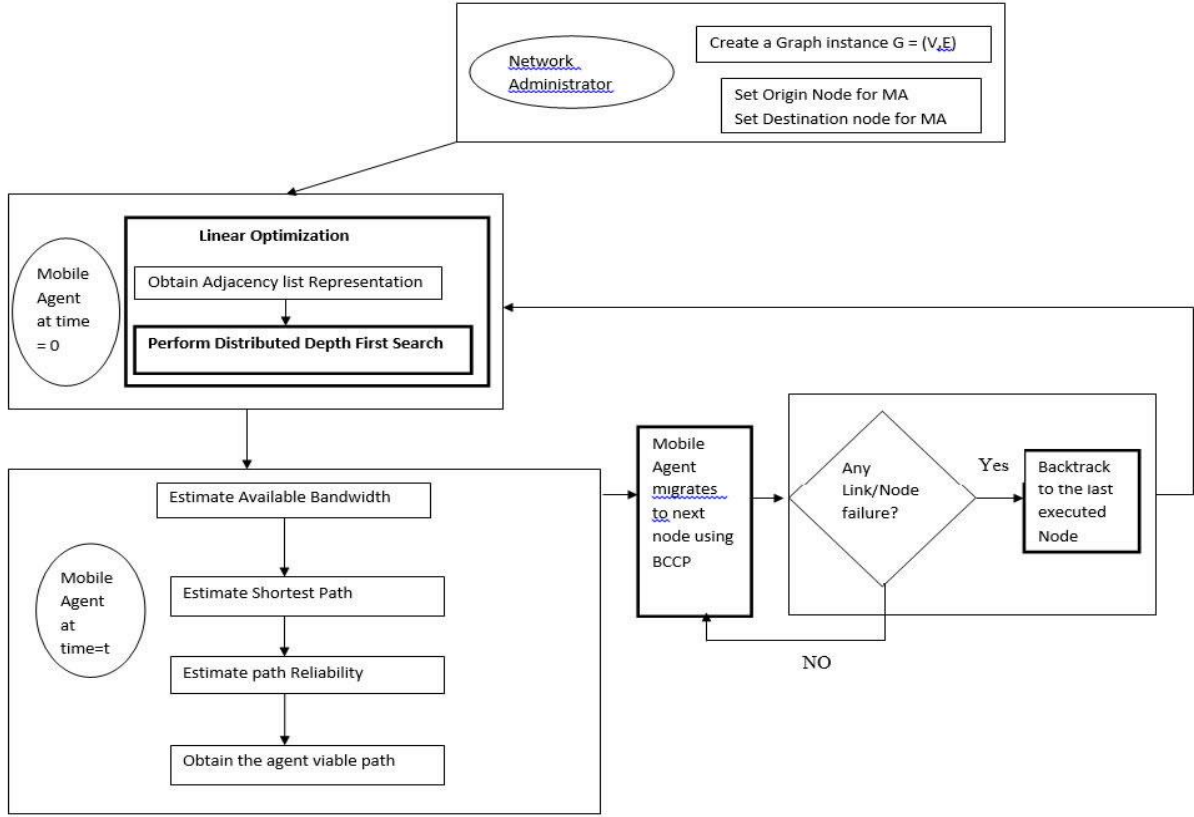 Network
Administrator
Create a Graph instance G = (V,E)
Set Origin Node for MA
Set Destination node for MA
Mobile
Agent
at time
= 0
Linear Optimization
Obtain Adjacency list Representation
Perform Distributed Depth First Search
Mobile
Agent
at
time=t
Estimate Available Bandwidth
Estimate Shortest Path
Estimate path Reliability
Obtain the agent viable path
Mobile
Agent
migrates
to next
node using
BCCP
Any
Link/Node
failure?
Yes
Backtrack
to the last
executed
Node
NO